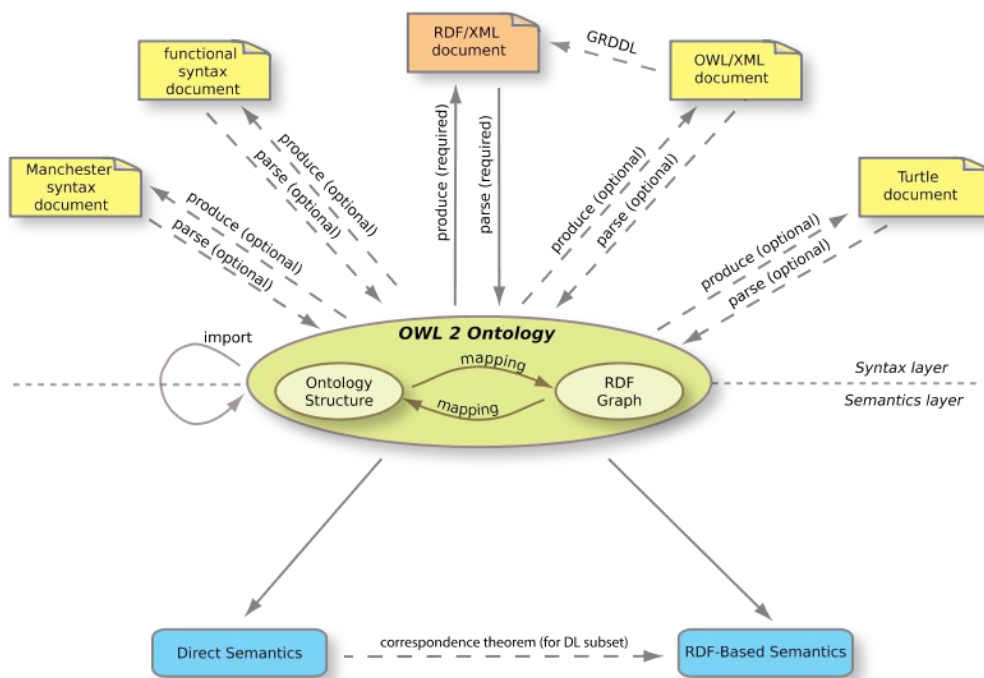 RDF/XML
document
GRDDL
functional
syntax
document
OWL/XML
document
Manchester
syntax
document
Turtle
document
produce (optional)
parse (optional)
produce (optional)
parse (optional)
produce (required)
parse (required)
produce (optional)
parse (optional)
produce (optional)
parse (optional)
import
OWL 2 Ontology
mapping
Ontology
Structure
RDF
Graph
mapping
Syntax layer
Semantics layer
Direct Semantics
correspondence theorem (for DL subset)
RDF-Based Semantics